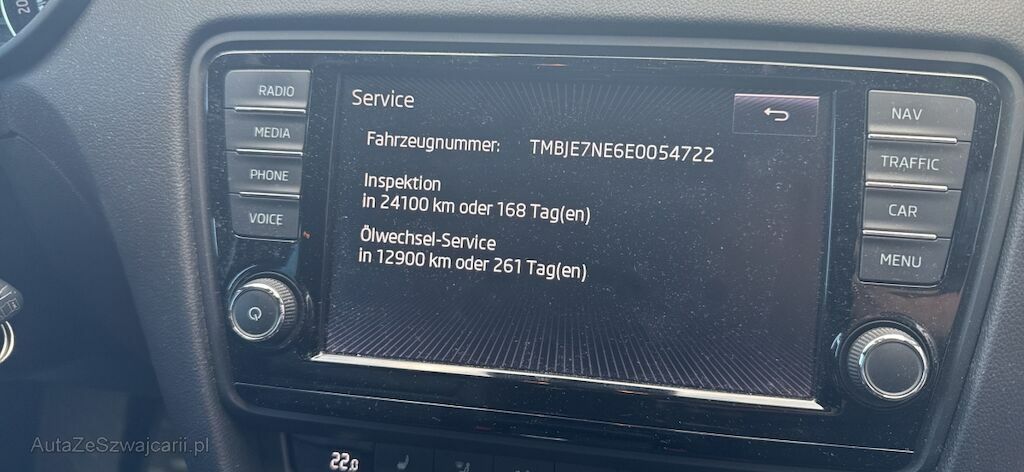 20
RADIO
MEDIA
PHONE
VOICE
Service
Fahrzeugnummer: TMBJE7NE6E0054722
Inspektion
in 24100 km oder 168 Tag(en)
Ölwechsel-Service
in 12900 km oder 261 Tag(en)
NAV
TRAFFIC
CAR
MENU
22.0
AutaZeSzwajcarii.pl